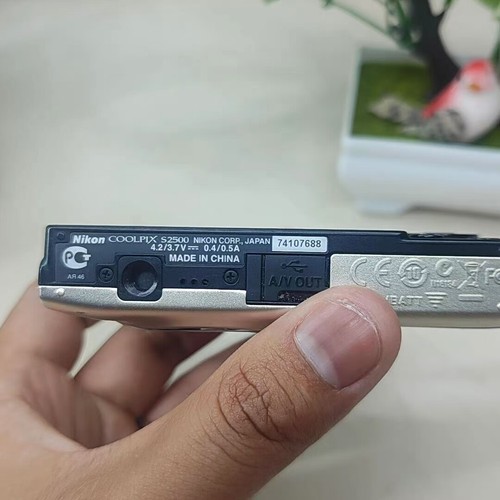 Nikon COOLPIX S2500 NIKON CORP., JAPAN 74107688
4.2/3.7V⎓ 0.4/0.5A
MADE IN CHINA
AR 46
A/V OUT
BATT